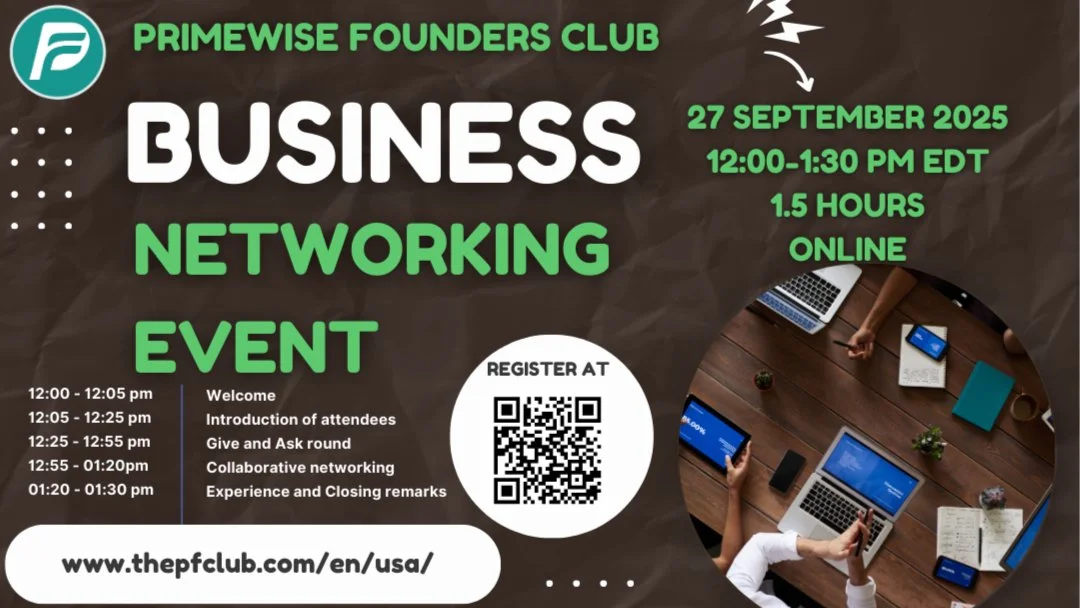 PRIMEWISE FOUNDERS CLUB
BUSINESS
NETWORKING
EVENT
27 SEPTEMBER 2025
12:00-1:30 PM EDT
1.5 HOURS
ONLINE
12:00 - 12:05 pm Welcome
12:05 - 12:25 pm Introduction of attendees
12:25 - 12:55 pm Give and Ask round
12:55 - 01:20pm Collaborative networking
01:20 - 01:30 pm Experience and Closing remarks
REGISTER AT
www.thepfclub.com/en/usa/